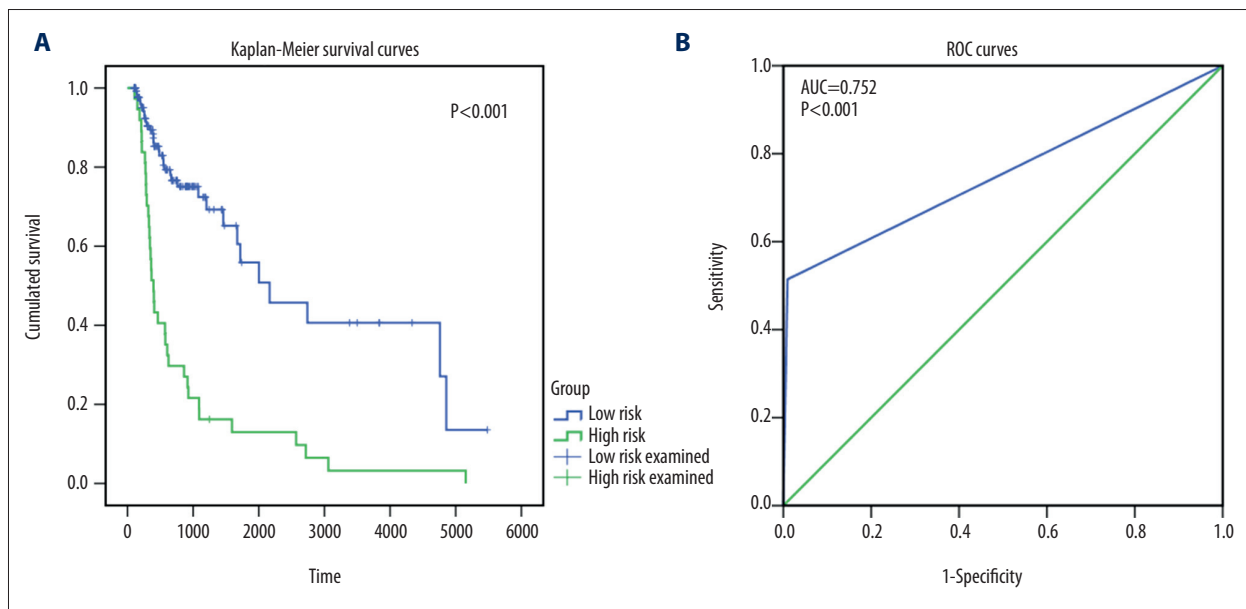 A
Kaplan-Meier survival curves
P<0.001
Cumulated survival
1.0
0.8
0.6
0.4
0.2
0.0
0 1000 2000 3000 4000 5000 6000
Time
Group
Low risk
High risk
Low risk examined
High risk examined
B
ROC curves
AUC=0.752
P<0.001
Sensitivity
1.0
0.8
0.6
0.4
0.2
0.0
0.0 0.2 0.4 0.6 0.8 1.0
1-Specificity